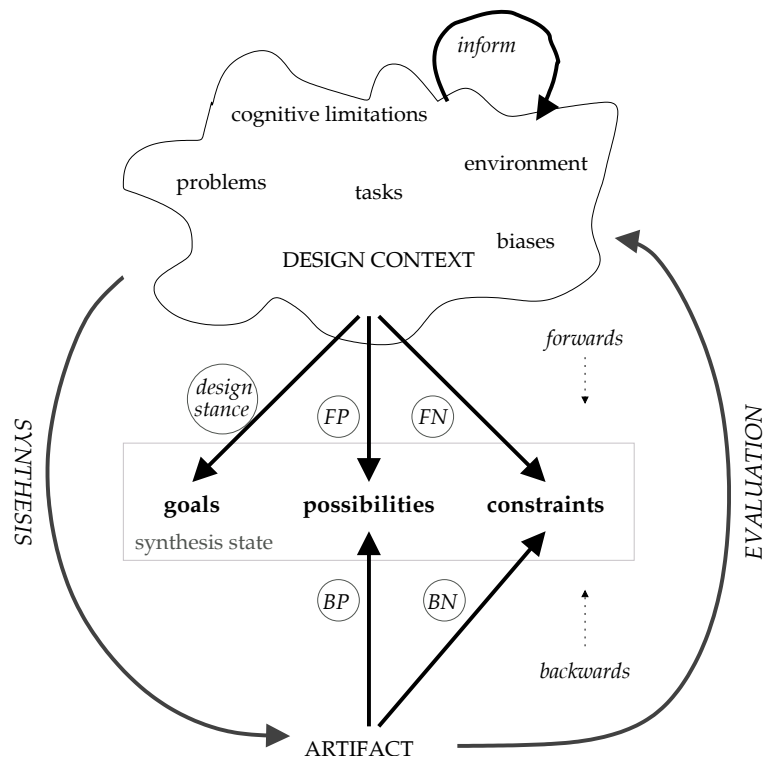 inform
cognitive limitations
environment
problems
tasks
biases
DESIGN CONTEXT
forwards
design
stance
FP
FN
SYNTHESIS
EVALUATION
goals
possibilities
constraints
synthesis state
BP
BN
backwards
ARTIFACT